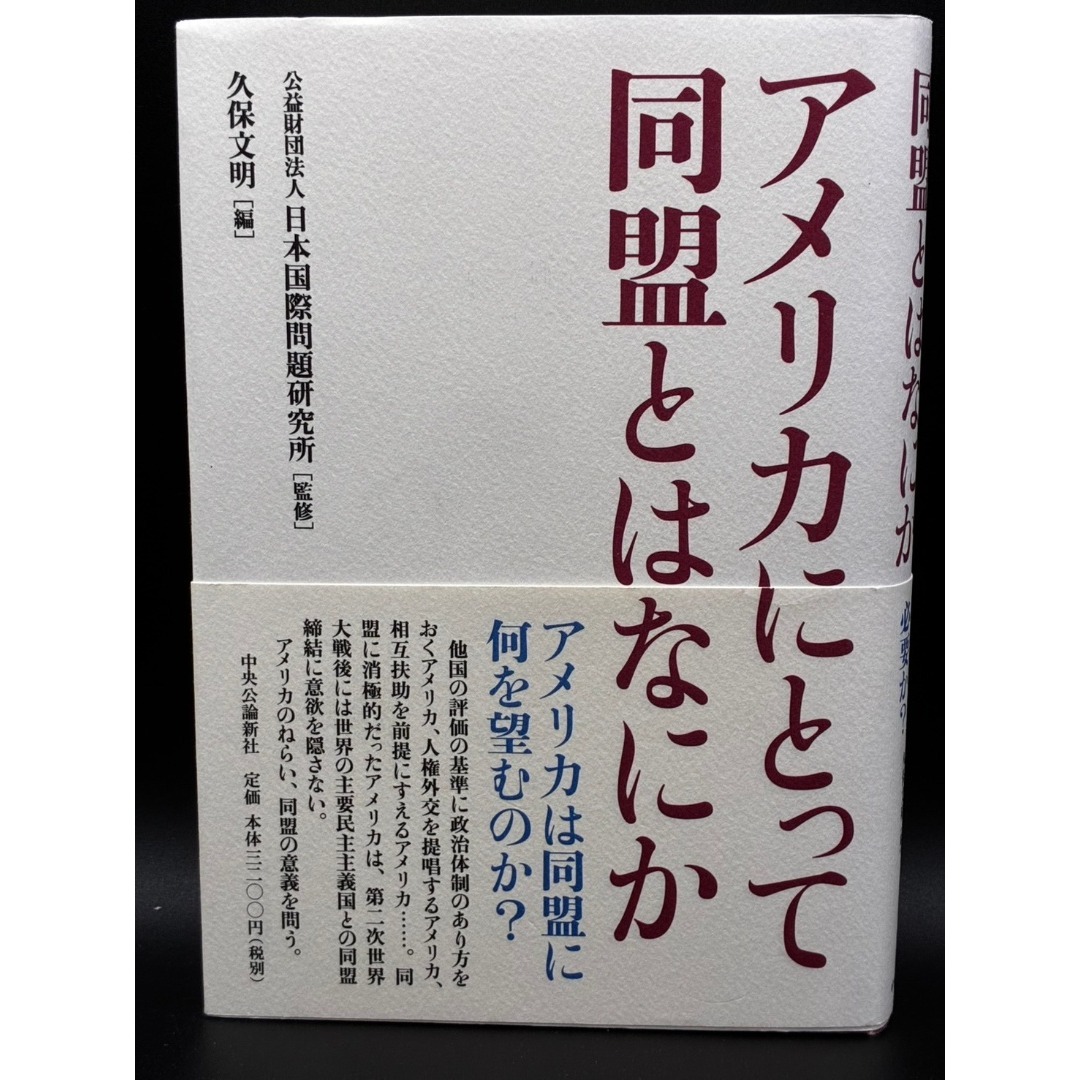 アメリカにとって
同盟とはなにか
公益財団法人 日本国際問題研究所［監修］
久保文明［編］
アメリカは同盟に
何を望むのか？
他国の評価の基準に政治体制のあり方を
おくアメリカ、人権外交を提唱するアメリカ、
相互扶助を前提にすえるアメリカ……。同
盟に消極的だったアメリカは、第二次世界
大戦後には世界の主要民主主義国との同盟
締結に意欲を隠さない。
アメリカのねらい、同盟の意義を問う。
中央公論新社 定価 本体三二〇〇円（税別）
同盟とはなにか
必要か？